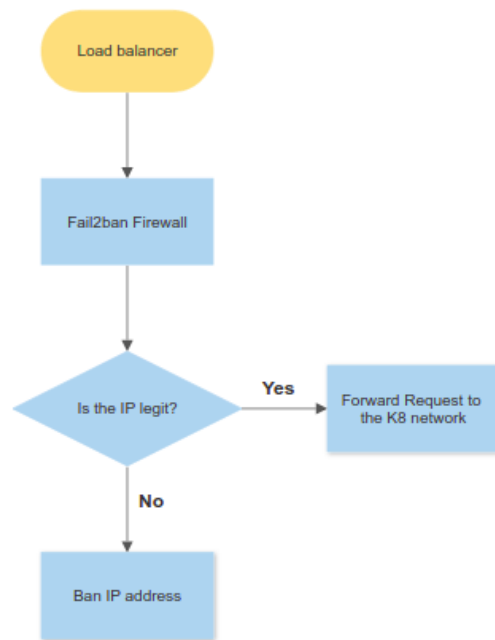 Load balancer
Fail2ban Firewall
Is the IP legit?
Yes
Forward Request to
the K8 network
No
Ban IP address